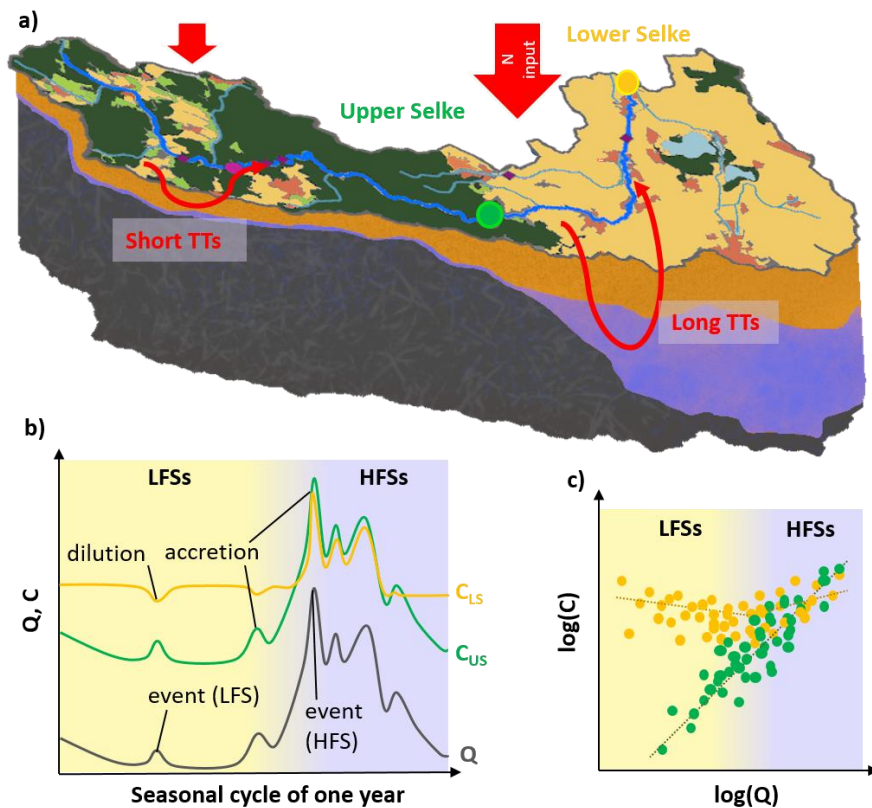 a)
N
input
Lower Selke
Upper Selke
Short TTs
Long TTs
b)
LFSs
HFSs
dilution
accretion
C_LS
C_US
event (LFS)
event
(HFS)
Q
Q, C
Seasonal cycle of one year
c)
LFSs
HFSs
log(C)
log(Q)